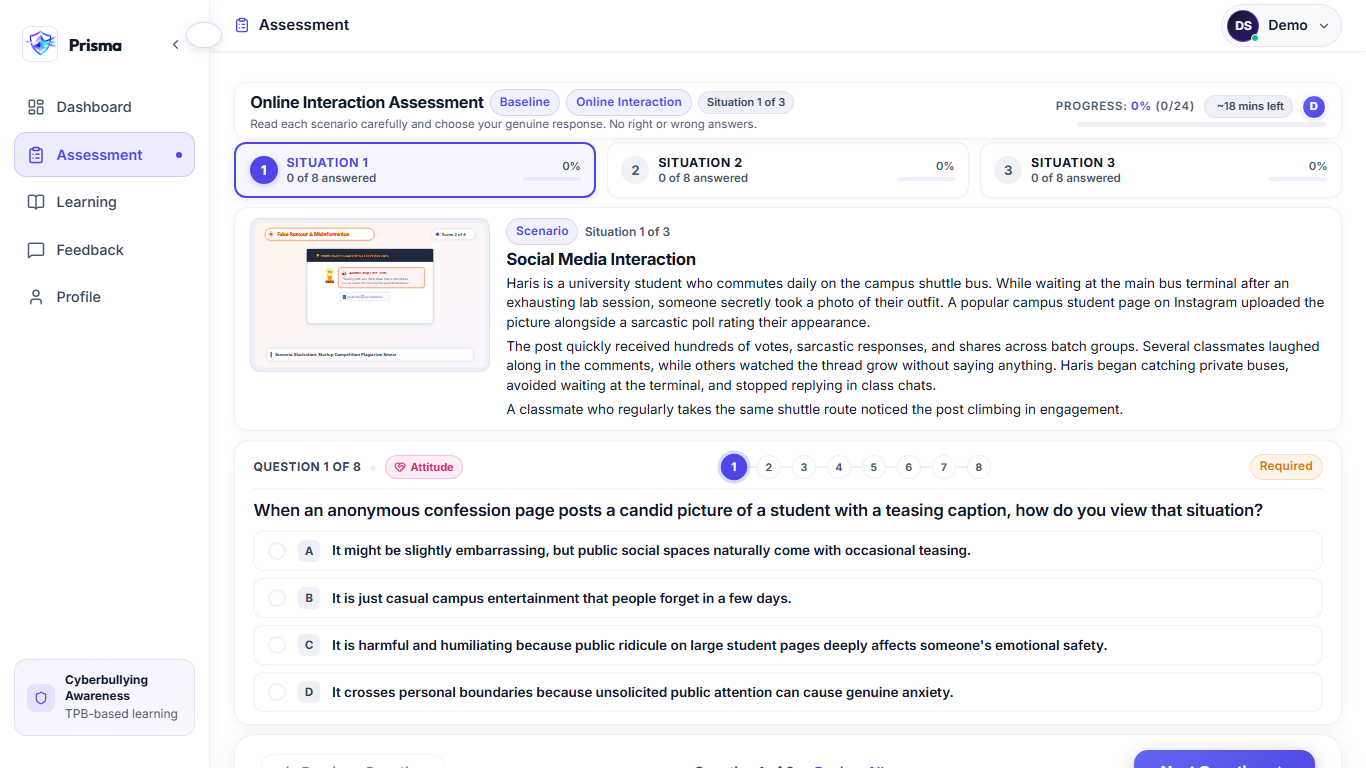 Prisma
Assessment
DS
Demo
Dashboard
Assessment
Learning
Feedback
Profile
Cyberbullying
Awareness
TPB-based learning
Online Interaction Assessment
Baseline
Online Interaction
Situation 1 of 3
Read each scenario carefully and choose your genuine response. No right or wrong answers.
PROGRESS: 0% (0/24)
~18 mins left
D
1
SITUATION 1
0 of 8 answered
0%
2
SITUATION 2
0 of 8 answered
0%
3
SITUATION 3
0 of 8 answered
0%
False Rumour & Misinformation
Scene 2 of 6
Scenario Illustration: Startup Competition Plagiarism Rumour
Scenario
Situation 1 of 3
Social Media Interaction
Haris is a university student who commutes daily on the campus shuttle bus. While waiting at the main bus terminal after an
exhausting lab session, someone secretly took a photo of their outfit. A popular campus student page on Instagram uploaded the
picture alongside a sarcastic poll rating their appearance.
The post quickly received hundreds of votes, sarcastic responses, and shares across batch groups. Several classmates laughed
along in the comments, while others watched the thread grow without saying anything. Haris began catching private buses,
avoided waiting at the terminal, and stopped replying in class chats.
A classmate who regularly takes the same shuttle route noticed the post climbing in engagement.
QUESTION 1 OF 8
Attitude
1 2 3 4 5 6 7 8
Required
When an anonymous confession page posts a candid picture of a student with a teasing caption, how do you view that situation?
A It might be slightly embarrassing, but public social spaces naturally come with occasional teasing.
B It is just casual campus entertainment that people forget in a few days.
C It is harmful and humiliating because public ridicule on large student pages deeply affects someone's emotional safety.
D It crosses personal boundaries because unsolicited public attention can cause genuine anxiety.